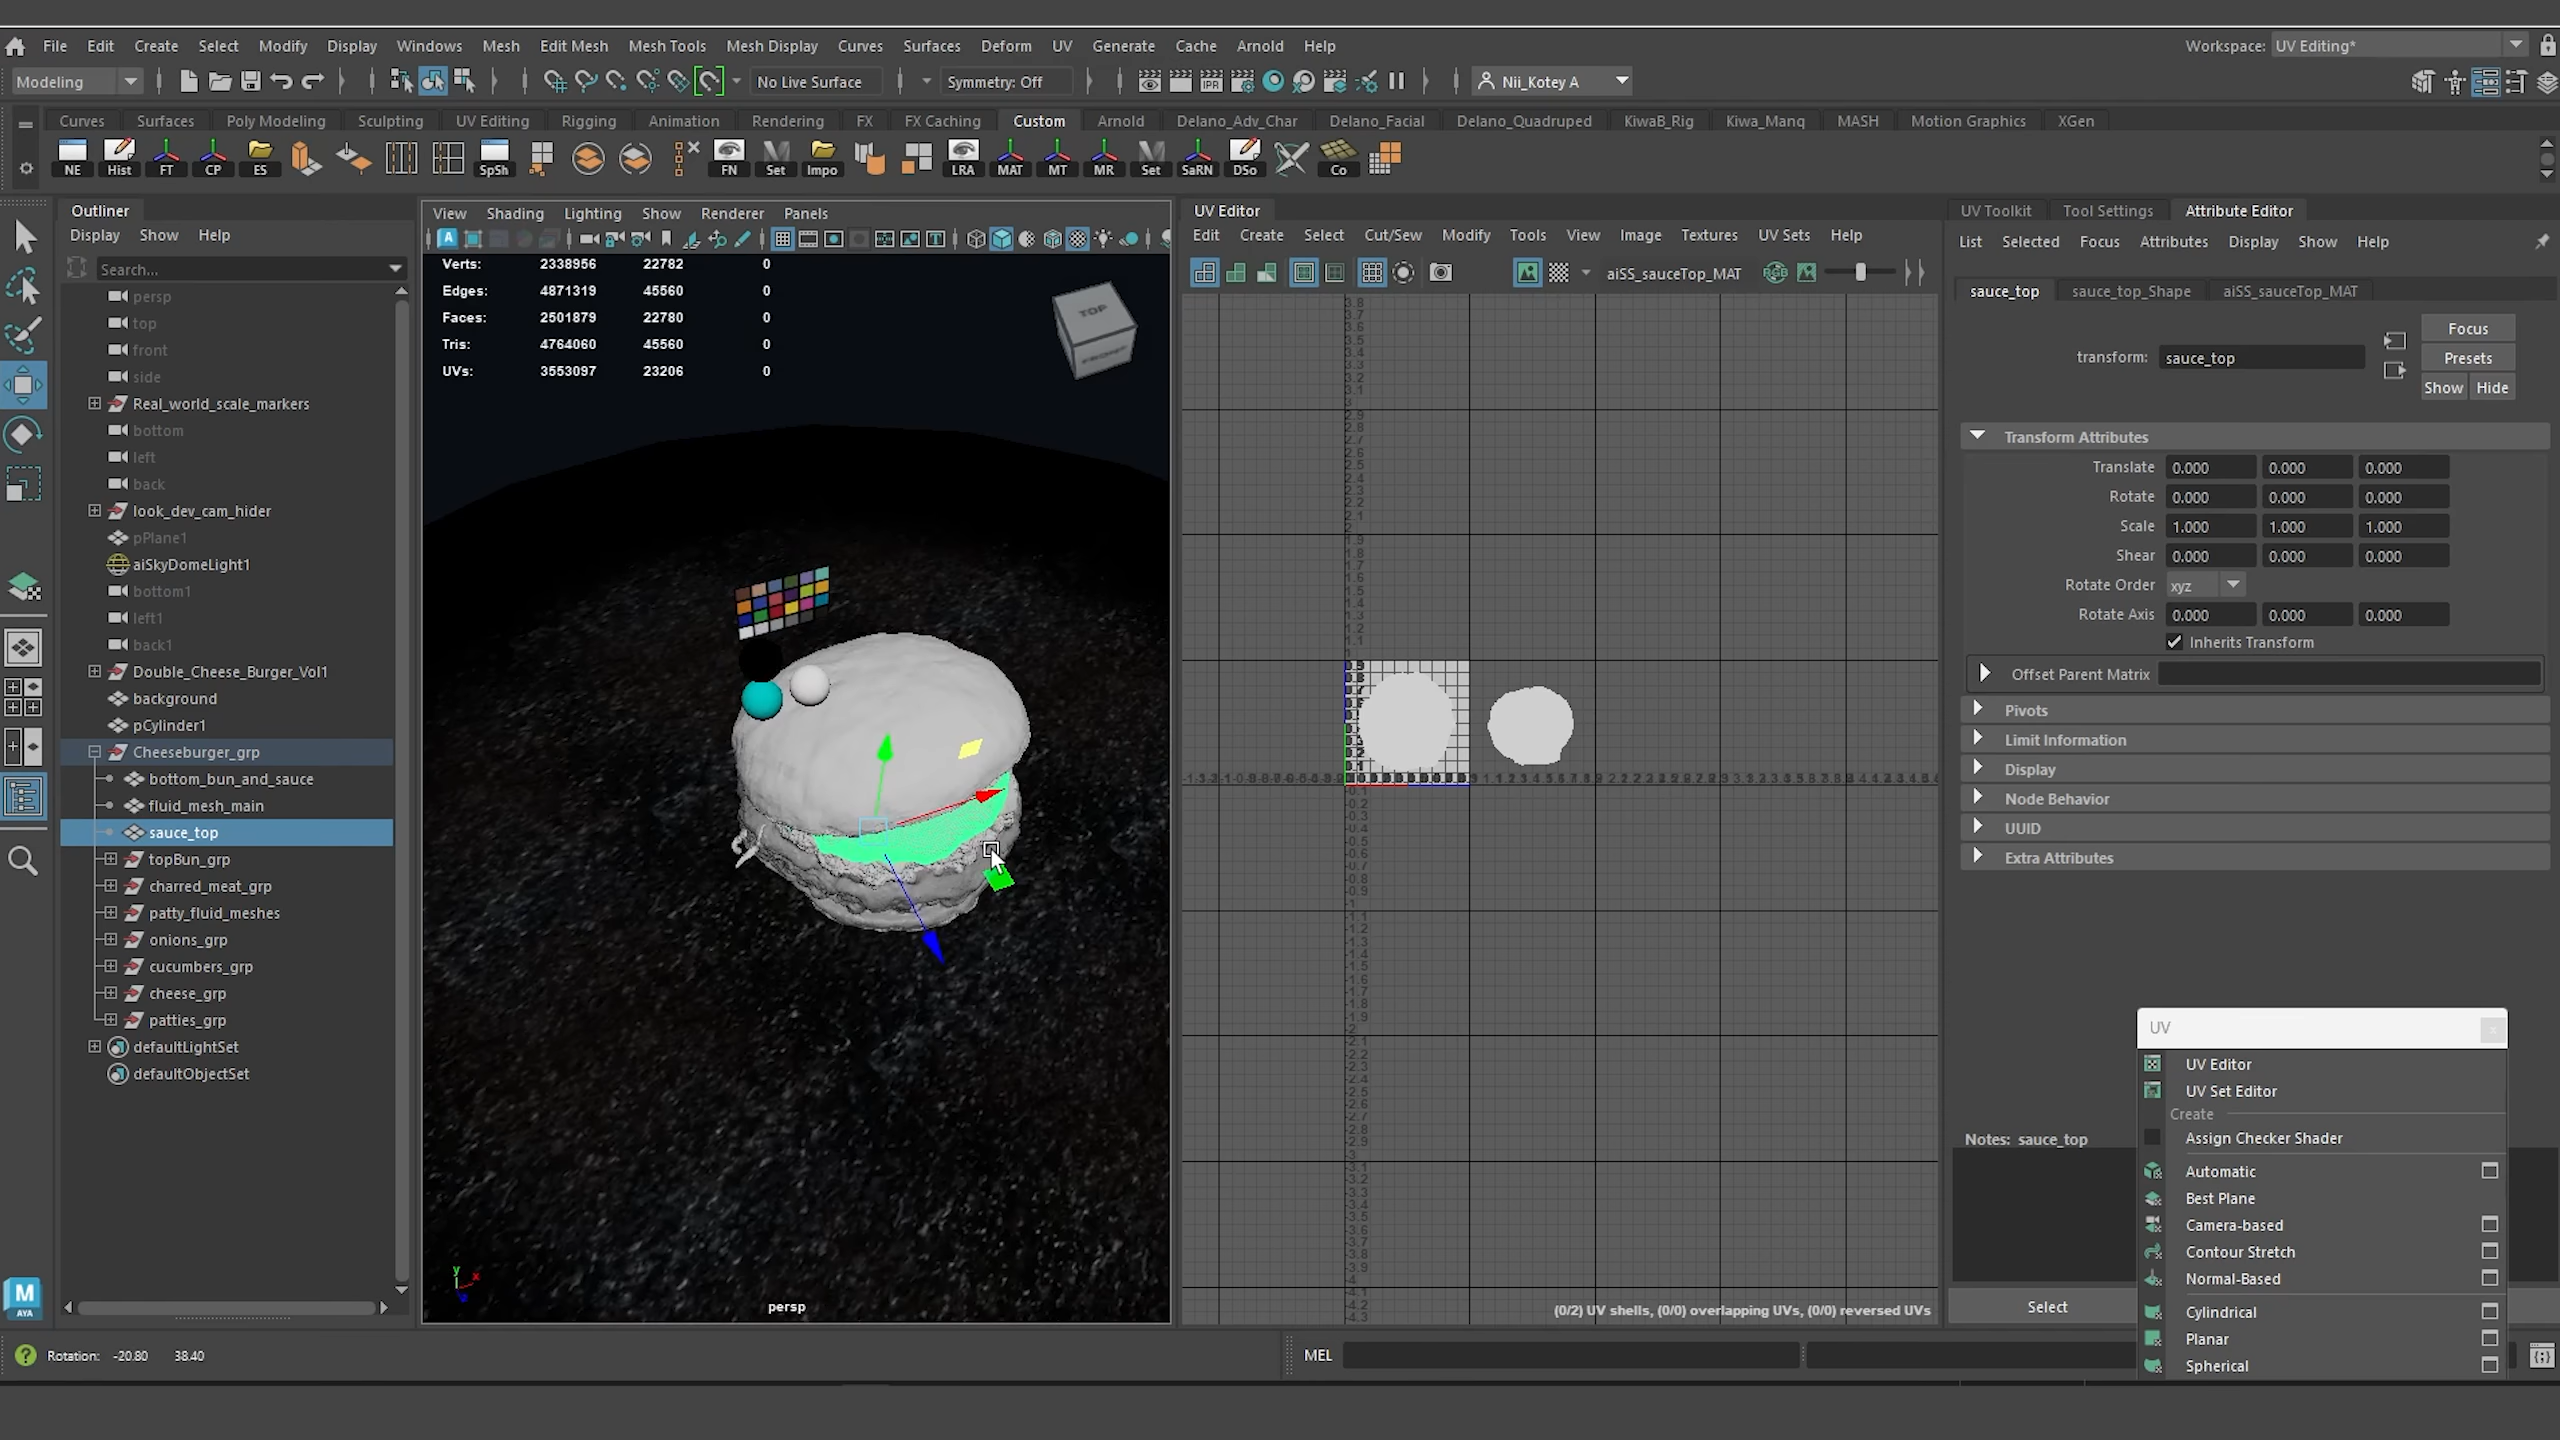 File Edit Create Select Modify Display Windows Mesh Edit Mesh Mesh Tools Mesh Display Curves Surfaces Deform UV Generate Cache Arnold Help
Workspace: UV Editing*
Modeling
No Live Surface
Symmetry: Off
IPR
Nii_Kotey A
Curves Surfaces Poly Modeling Sculpting UV Editing Rigging Animation Rendering FX FX Caching Custom Arnold Delano_Adv_Char Delano_Facial Delano_Quadruped KiwaB_Rig Kiwa_Manq MASH Motion Graphics XGen
NE Hist FT CP ES SpSh FN Set Impo LRA MAT MT MR Set SaRN DSo Co
Outliner
Display Show Help
Search...
persp
top
front
side
Real_world_scale_markers
bottom
left
back
look_dev_cam_hider
pPlane1
aiSkyDomeLight1
bottom1
left1
back1
Double_Cheese_Burger_Vol1
background
pCylinder1
Cheeseburger_grp
bottom_bun_and_sauce
fluid_mesh_main
sauce_top
topBun_grp
charred_meat_grp
patty_fluid_meshes
onions_grp
cucumbers_grp
cheese_grp
patties_grp
defaultLightSet
defaultObjectSet
View Shading Lighting Show Renderer Panels
Verts: 2338956 22782 0
Edges: 4871319 45560 0
Faces: 2501879 22780 0
Tris: 4764060 45560 0
UVs: 3553097 23206 0
TOP
FRONT
y x
persp
UV Editor
Edit Create Select Cut/Sew Modify Tools View Image Textures UV Sets Help
aiSS_sauceTop_MAT
RGB
(0/2) UV shells, (0/0) overlapping UVs, (0/0) reversed UVs
UV Toolkit Tool Settings Attribute Editor
List Selected Focus Attributes Display Show Help
sauce_top sauce_top_Shape aiSS_sauceTop_MAT
transform: sauce_top
Focus
Presets
Show Hide
Transform Attributes
Translate 0.000 0.000 0.000
Rotate 0.000 0.000 0.000
Scale 1.000 1.000 1.000
Shear 0.000 0.000 0.000
Rotate Order xyz
Rotate Axis 0.000 0.000 0.000
Inherits Transform
Offset Parent Matrix
Pivots
Limit Information
Display
Node Behavior
UUID
Extra Attributes
Notes: sauce_top
Select
UV
UV Editor
UV Set Editor
Create
Assign Checker Shader
Automatic
Best Plane
Camera-based
Contour Stretch
Normal-Based
Cylindrical
Planar
Spherical
M
AYA
Rotation: -20.80 38.40
MEL